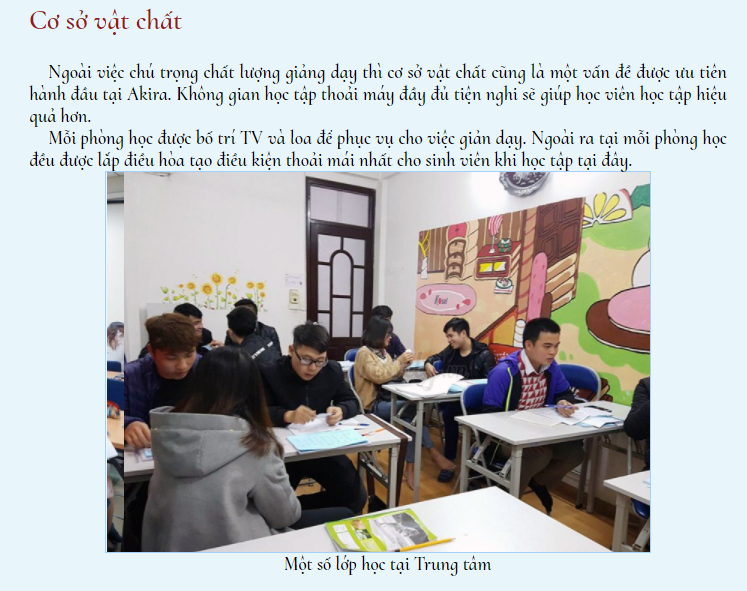 Cơ sở vật chất
Ngoài việc chú trọng chất lượng giảng dạy thì cơ sở vật chất cũng là một vấn đề được ưu tiên
hành đầu tại Akira. Không gian học tập thoải máy đầy đủ tiện nghi sẽ giúp học viên học tập hiệu
quả hơn.
Mỗi phòng học được bố trí TV và loa để phục vụ cho việc giản dạy. Ngoài ra tại mỗi phòng học
đều được lắp điều hòa tạo điều kiện thoải mái nhất cho sinh viên khi học tập tại đây.
Một số lớp học tại Trung tâm